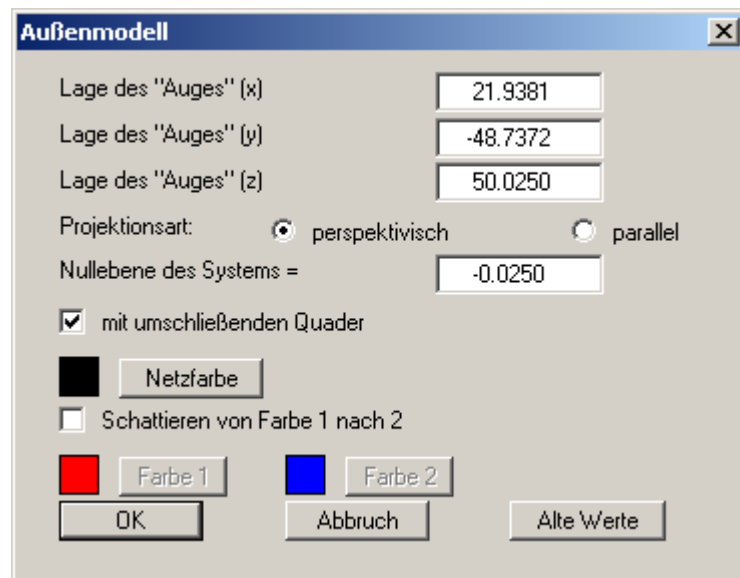 Außenmodell
Lage des "Auges" (x) 21.9381
Lage des "Auges" (y) -48.7372
Lage des "Auges" (z) 50.0250
Projektionsart: perspektivisch parallel
Nullebene des Systems = -0.0250
mit umschließenden Quader
Netzfarbe
Schattieren von Farbe 1 nach 2
Farbe 1 Farbe 2
OK Abbruch Alte Werte